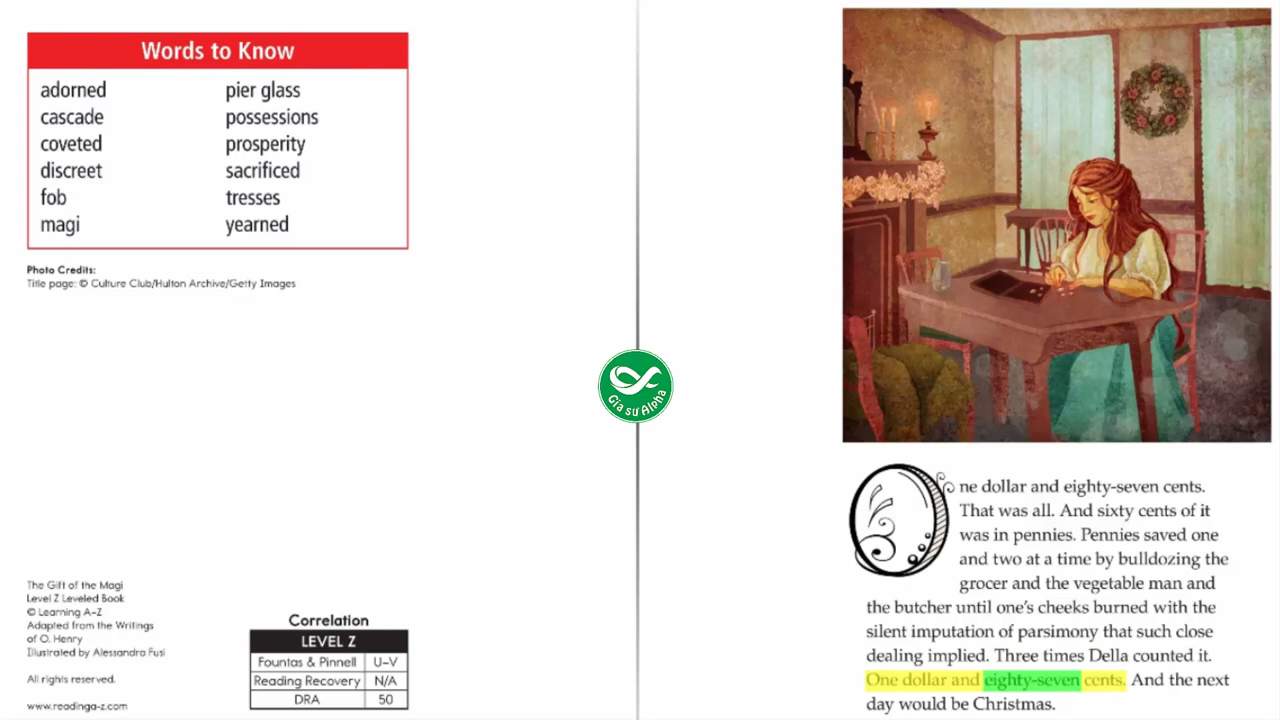 Words to Know
adorned
cascade
coveted
discreet
fob
magi
pier glass
possessions
prosperity
sacrificed
tresses
yearned
Photo Credits:
Title page: © Culture Club/Hulton Archive/Getty Images
The Gift of the Magi
Level Z Leveled Book
© Learning A–Z
Adapted from the Writings
of O. Henry
Illustrated by Alessandra Fusi
All rights reserved.
www.readinga-z.com
Correlation
LEVEL Z
Fountas & Pinnell U–V
Reading Recovery N/A
DRA 50
Gia sư Alpha
One dollar and eighty-seven cents.
That was all. And sixty cents of it
was in pennies. Pennies saved one
and two at a time by bulldozing the
grocer and the vegetable man and
the butcher until one’s cheeks burned with the
silent imputation of parsimony that such close
dealing implied. Three times Della counted it.
One dollar and eighty-seven cents. And the next
day would be Christmas.